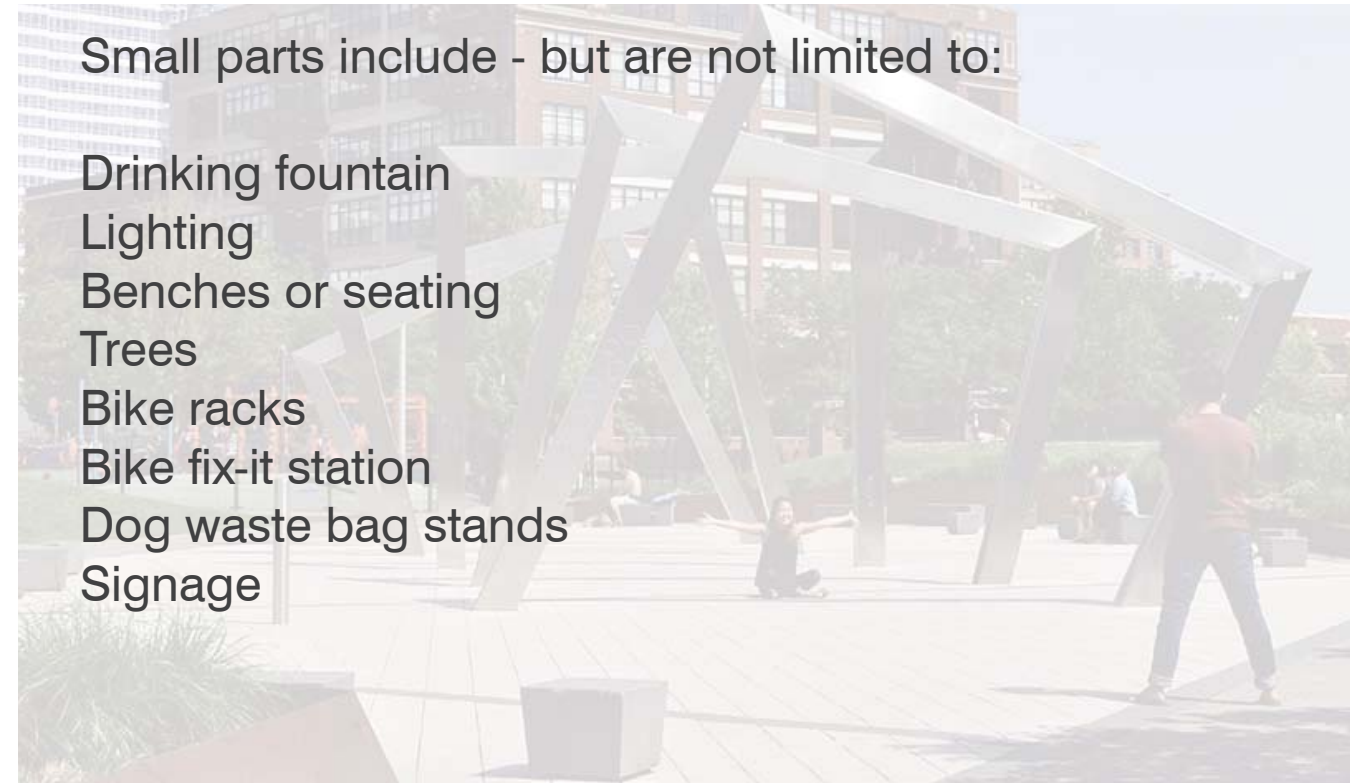 Small parts include - but are not limited to:
Drinking fountain
Lighting
Benches or seating
Trees
Bike racks
Bike fix-it station
Dog waste bag stands
Signage